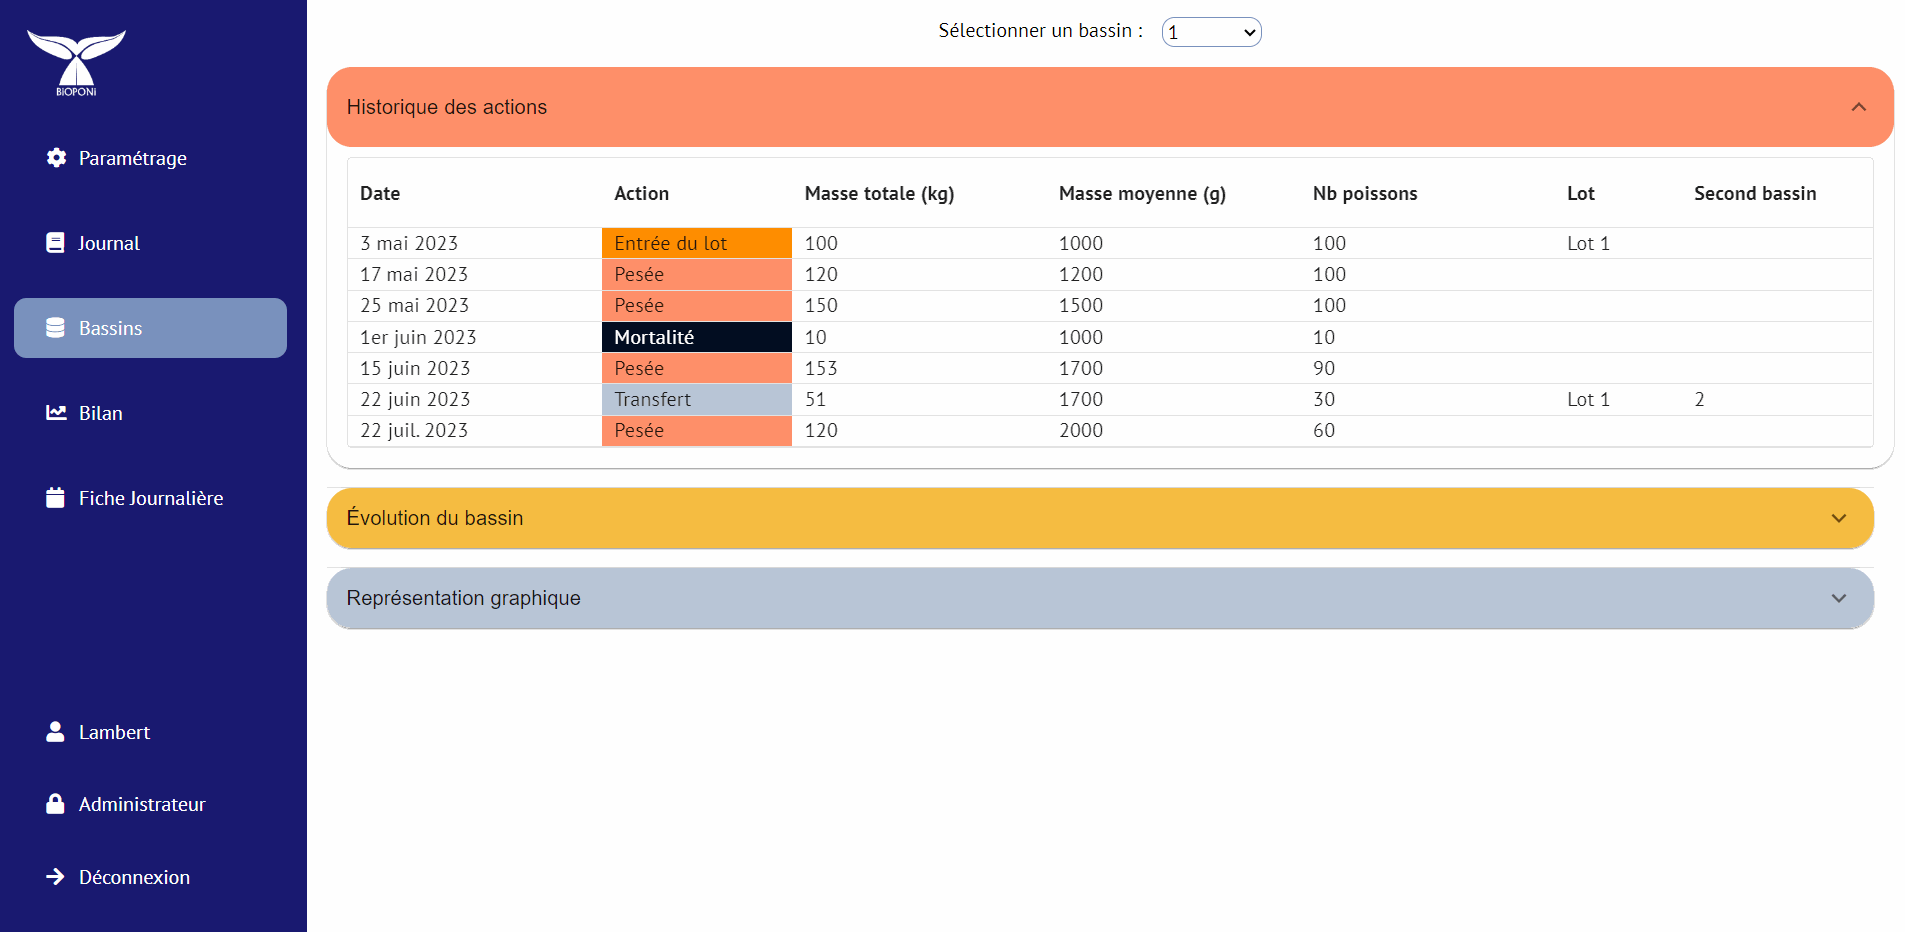 BiOPONi
Paramétrage
Journal
Bassins
Bilan
Fiche Journalière
Lambert
Administrateur
Déconnexion
Sélectionner un bassin : 1
Historique des actions
Date Action Masse totale (kg) Masse moyenne (g) Nb poissons Lot Second bassin
3 mai 2023 Entrée du lot 100 1000 100 Lot 1
17 mai 2023 Pesée 120 1200 100
25 mai 2023 Pesée 150 1500 100
1er juin 2023 Mortalité 10 1000 10
15 juin 2023 Pesée 153 1700 90
22 juin 2023 Transfert 51 1700 30 Lot 1 2
22 juil. 2023 Pesée 120 2000 60
Évolution du bassin
Représentation graphique